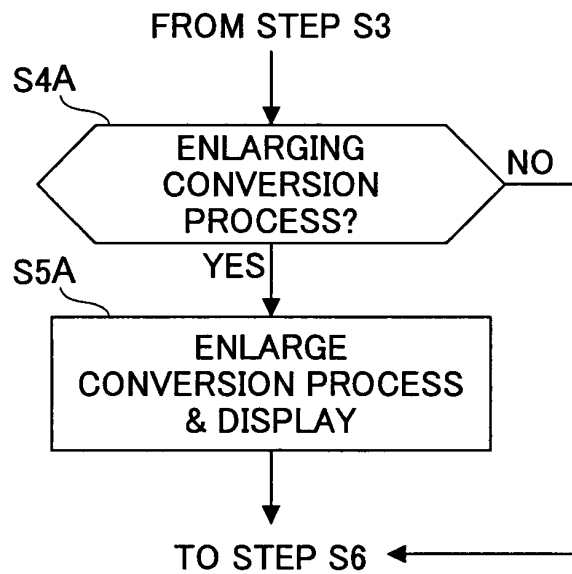 FROM STEP S3
S4A
ENLARGING
CONVERSION
PROCESS?
NO
YES
S5A
ENLARGE
CONVERSION PROCESS
& DISPLAY
TO STEP S6